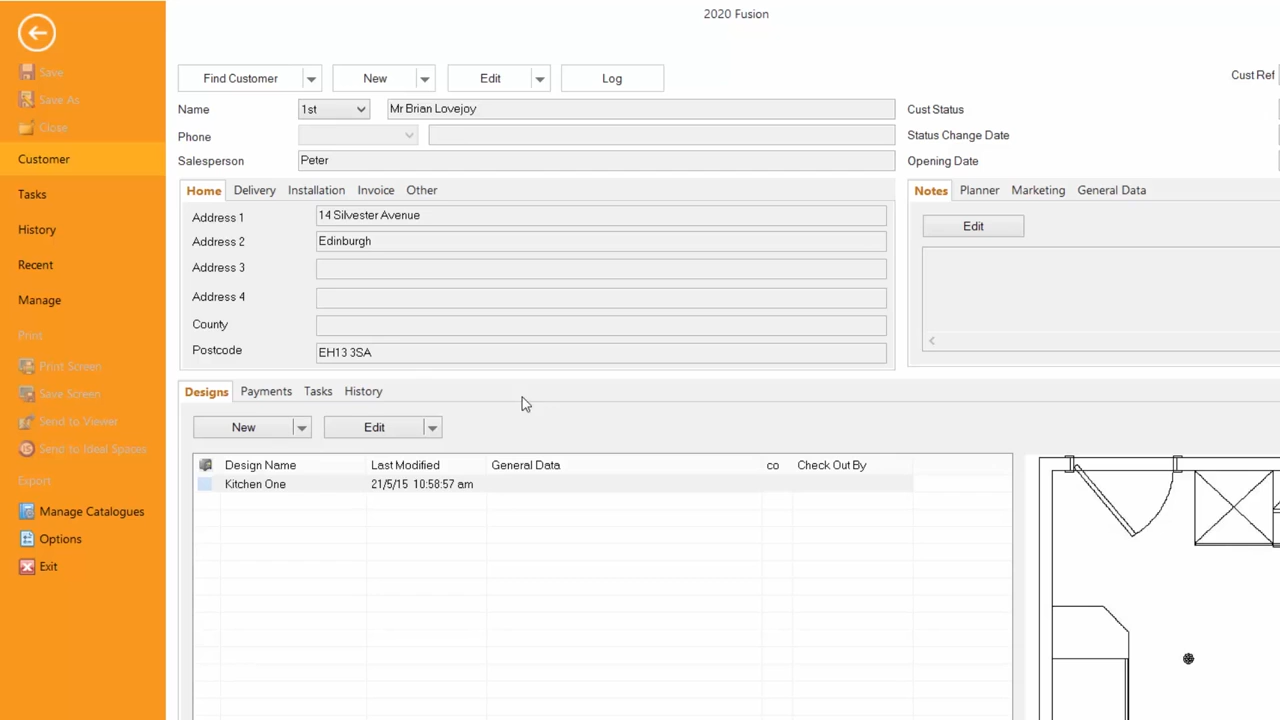 2020 Fusion
Save
Save As
Close
Customer
Tasks
History
Recent
Manage
Print
Print Screen
Save Screen
Send to Viewer
Send to Ideal Spaces
Export
Manage Catalogues
Options
Exit
Find Customer New Edit Log
Cust Ref
Name 1st Mr Brian Lovejoy
Cust Status
Phone
Status Change Date
Salesperson Peter
Opening Date
Home Delivery Installation Invoice Other
Notes Planner Marketing General Data
Address 1 14 Silvester Avenue
Edit
Address 2 Edinburgh
Address 3
Address 4
County
Postcode EH13 3SA
Designs Payments Tasks History
New Edit
Design Name Last Modified General Data co Check Out By
Kitchen One 21/5/15 10:58:57 am